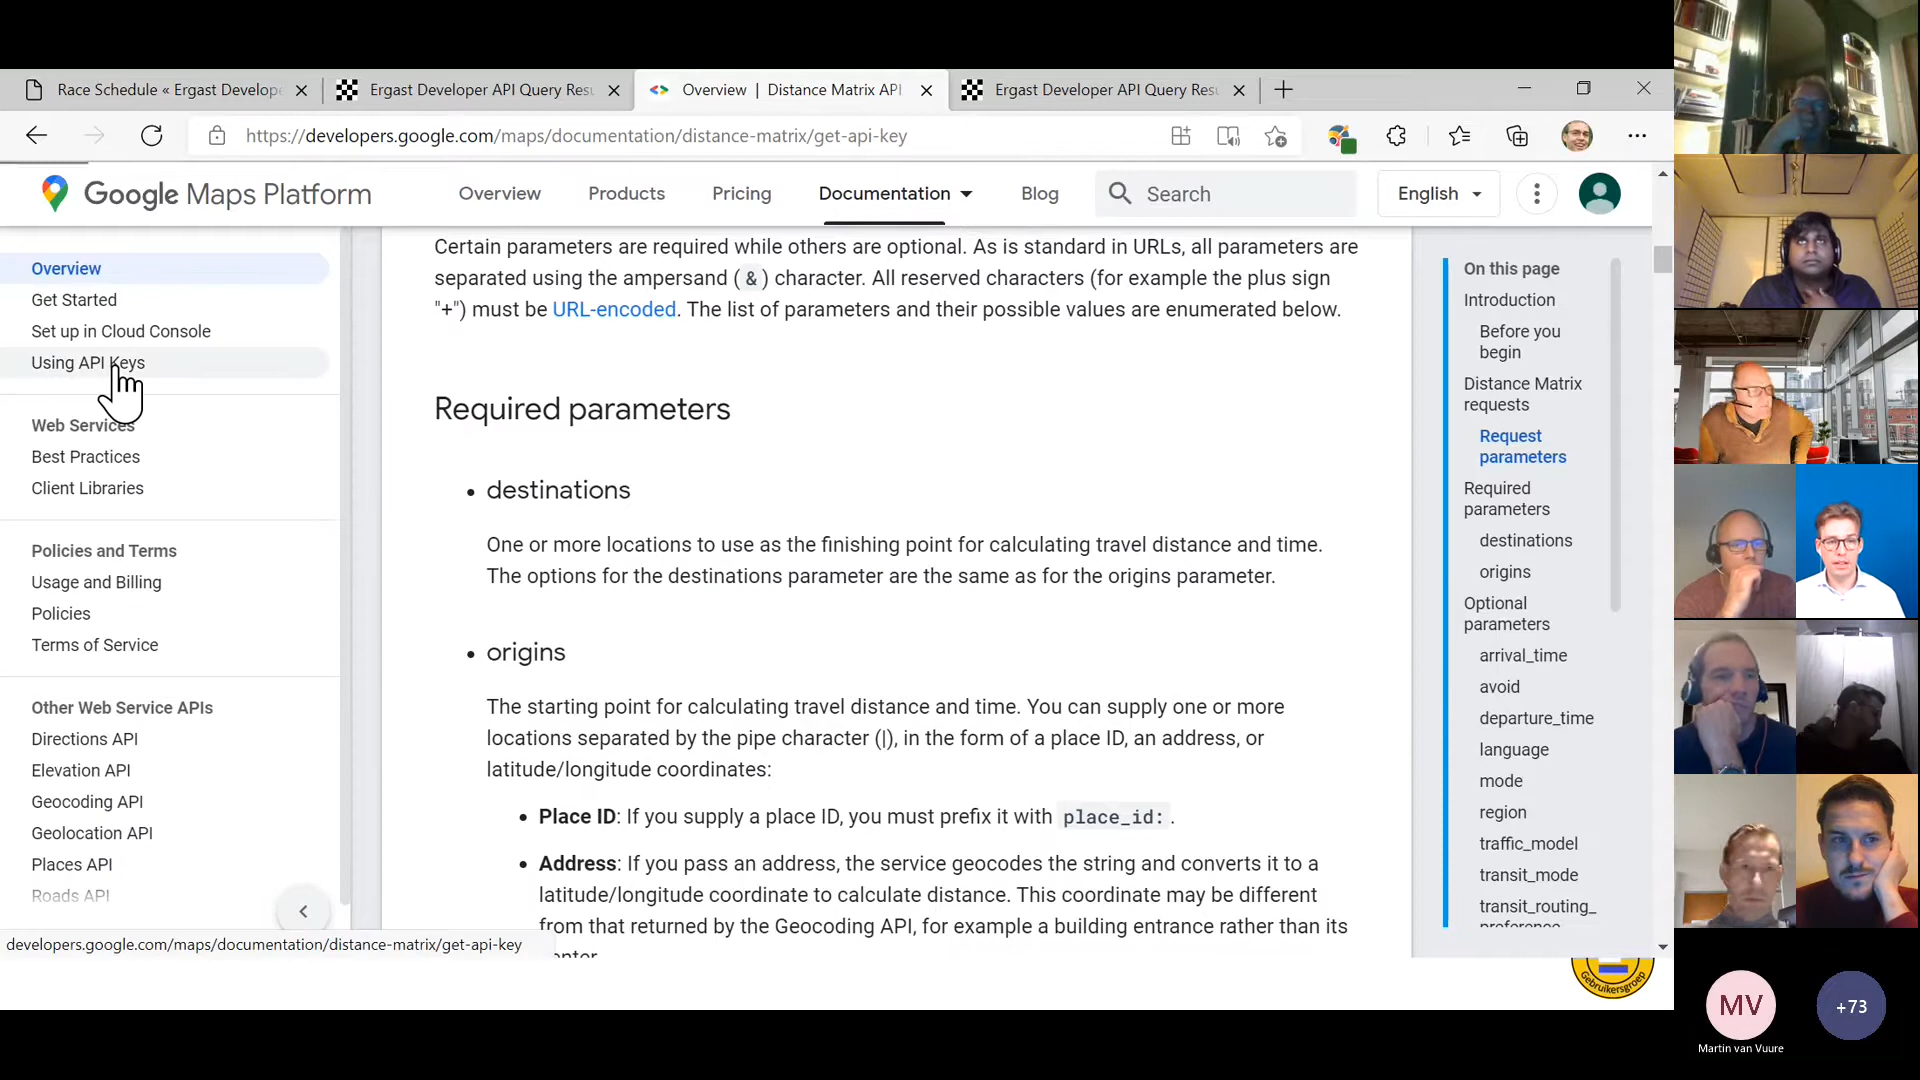 Race Schedule « Ergast Develope
Ergast Developer API Query Resu
Overview | Distance Matrix API
Ergast Developer API Query Resu
https://developers.google.com/maps/documentation/distance-matrix/get-api-key
Google Maps Platform
Overview
Products
Pricing
Documentation
Blog
Search
English
Overview
Get Started
Set up in Cloud Console
Using API Keys
Web Services
Best Practices
Client Libraries
Policies and Terms
Usage and Billing
Policies
Terms of Service
Other Web Service APIs
Directions API
Elevation API
Geocoding API
Geolocation API
Places API
Roads API
developers.google.com/maps/documentation/distance-matrix/get-api-key
Certain parameters are required while others are optional. As is standard in URLs, all parameters are
separated using the ampersand (&) character. All reserved characters (for example the plus sign
"+") must be URL-encoded. The list of parameters and their possible values are enumerated below.
Required parameters
• destinations
One or more locations to use as the finishing point for calculating travel distance and time.
The options for the destinations parameter are the same as for the origins parameter.
• origins
The starting point for calculating travel distance and time. You can supply one or more
locations separated by the pipe character (|), in the form of a place ID, an address, or
latitude/longitude coordinates:
• Place ID: If you supply a place ID, you must prefix it with place_id:.
• Address: If you pass an address, the service geocodes the string and converts it to a
latitude/longitude coordinate to calculate distance. This coordinate may be different
from that returned by the Geocoding API, for example a building entrance rather than its
On this page
Introduction
Before you
begin
Distance Matrix
requests
Request
parameters
Required
parameters
destinations
origins
Optional
parameters
arrival_time
avoid
departure_time
language
mode
region
traffic_model
transit_mode
transit_routing_
preference
Gebruikersgroep
MV
Martin van Vuure
+73